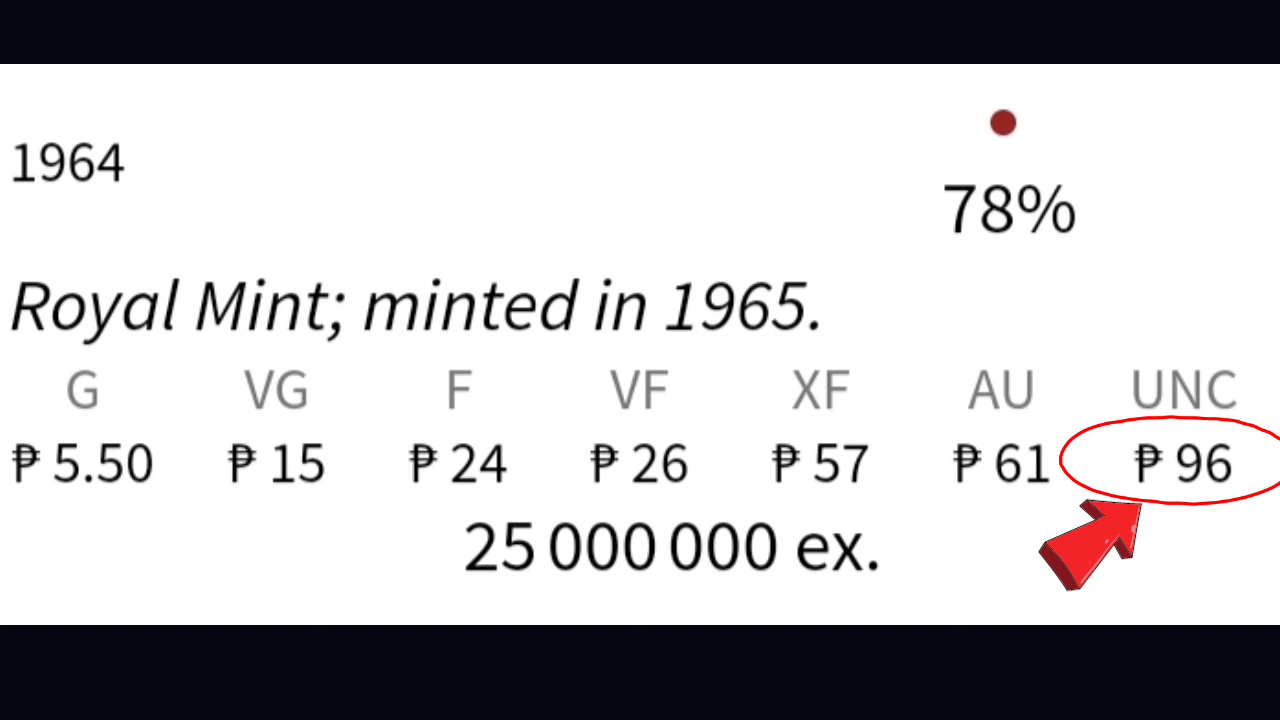 1964
78%
Royal Mint; minted in 1965.
G VG F VF XF AU UNC
₱ 5.50 ₱ 15 ₱ 24 ₱ 26 ₱ 57 ₱ 61 ₱ 96
25 000 000 ex.